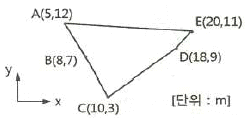 A(5,12)
E(20,11)
B(8,7)
D(18,9)
y
x
C(10,3)
[단위 : m]